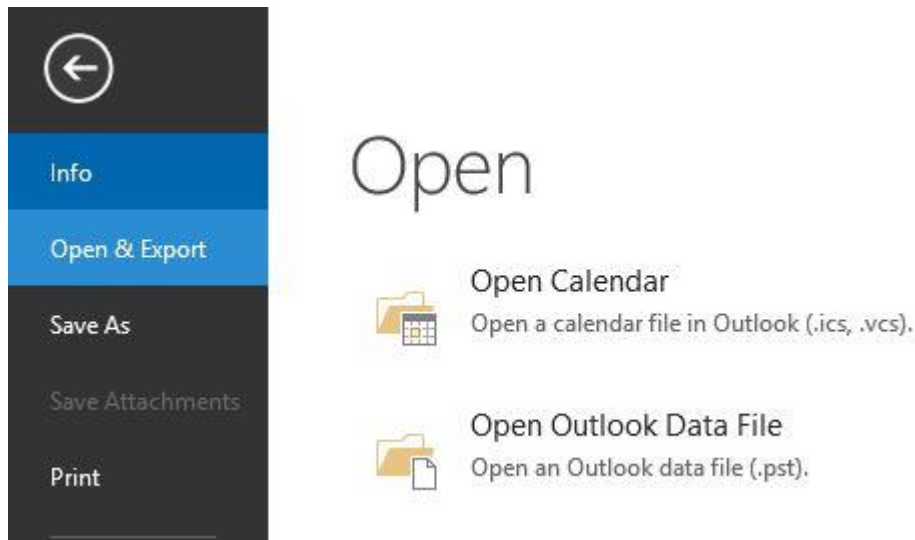 Info
Open & Export
Save As
Save Attachments
Print
Open
Open Calendar
Open a calendar file in Outlook (.ics, .vcs).
Open Outlook Data File
Open an Outlook data file (.pst).